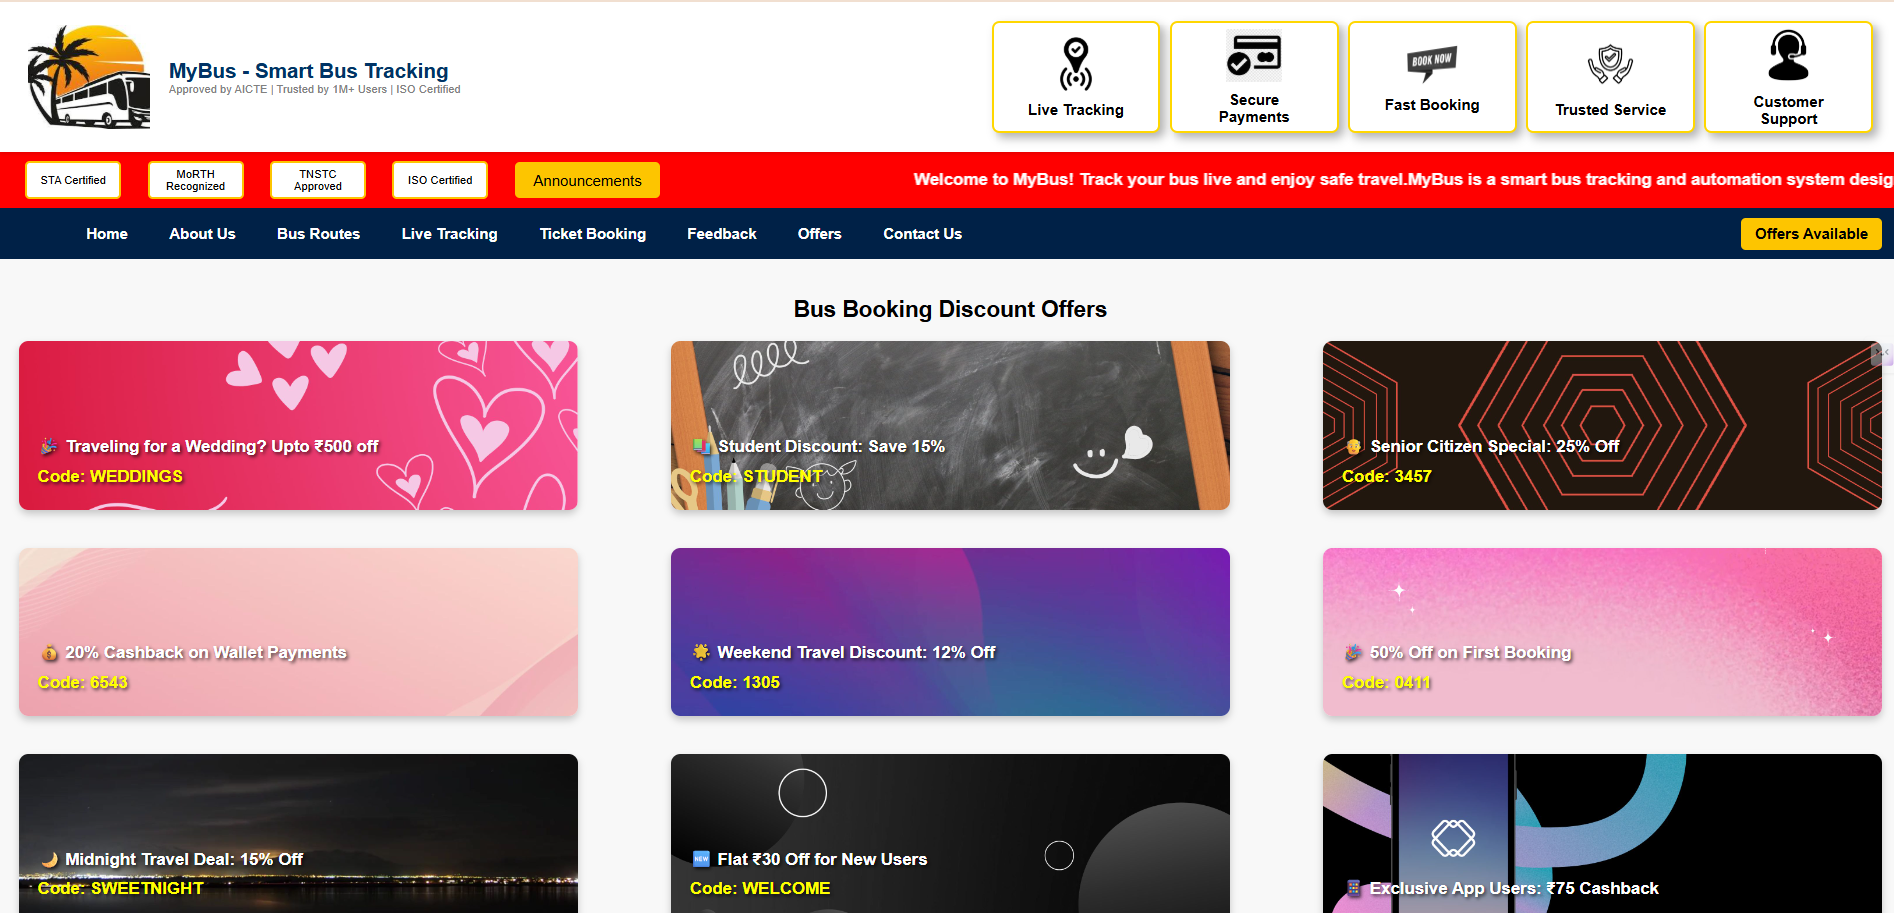 MyBus - Smart Bus Tracking
Approved by AICTE | Trusted by 1M+ Users | ISO Certified
Live Tracking
Secure
Payments
BOOK NOW
Fast Booking
Trusted Service
Customer
Support
STA Certified
MoRTH
Recognized
TNSTC
Approved
ISO Certified
Announcements
Welcome to MyBus! Track your bus live and enjoy safe travel.MyBus is a smart bus tracking and automation system desig
Home
About Us
Bus Routes
Live Tracking
Ticket Booking
Feedback
Offers
Contact Us
Offers Available
Bus Booking Discount Offers
🎉 Traveling for a Wedding? Upto ₹500 off
Code: WEDDINGS
Student Discount: Save 15%
Code: STUDENT
Senior Citizen Special: 25% Off
Code: 3457
💰 20% Cashback on Wallet Payments
Code: 6543
🌟 Weekend Travel Discount: 12% Off
Code: 1305
🎉 50% Off on First Booking
Code: 0411
🌙 Midnight Travel Deal: 15% Off
Code: SWEETNIGHT
🆕 Flat ₹30 Off for New Users
Code: WELCOME
📱 Exclusive App Users: ₹75 Cashback